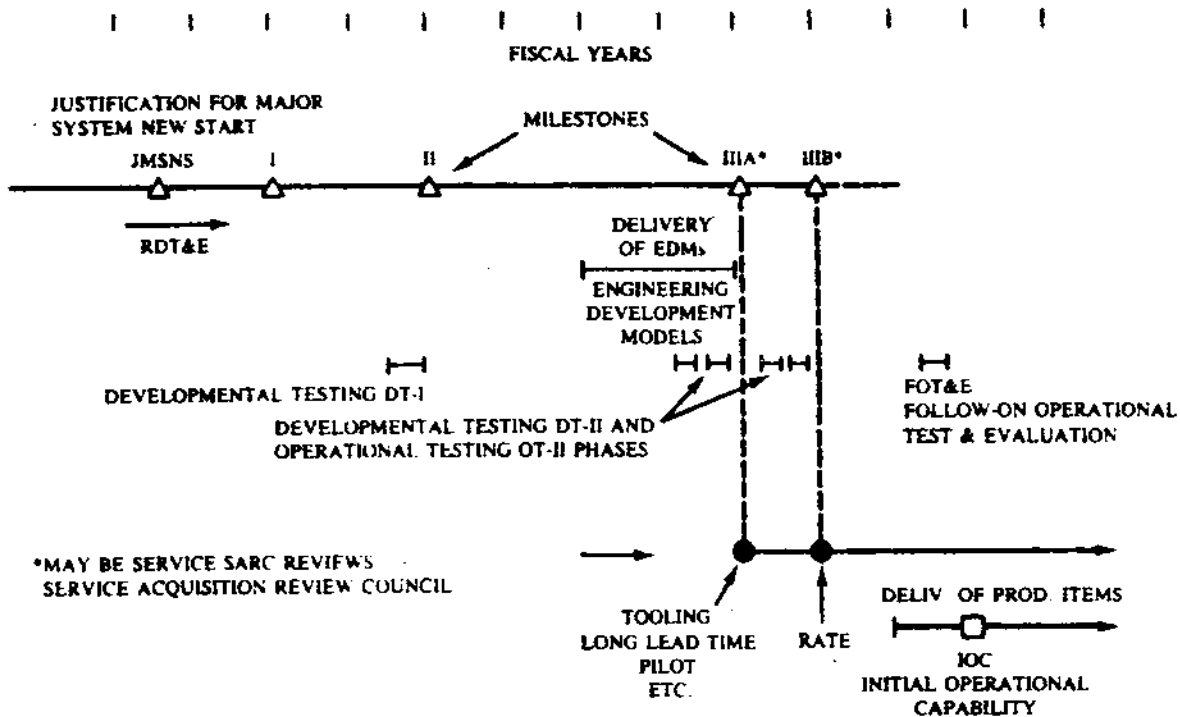 FISCAL YEARS
JUSTIFICATION FOR MAJOR
SYSTEM NEW START
MILESTONES
JMSNS
I
II
IIIA*
IIIB*
RDT&E
DELIVERY
OF EDMs
ENGINEERING
DEVELOPMENT
MODELS
DEVELOPMENTAL TESTING DT-I
DEVELOPMENTAL TESTING DT-II AND
OPERATIONAL TESTING OT-II PHASES
FOT&E
FOLLOW-ON OPERATIONAL
TEST & EVALUATION
*MAY BE SERVICE SARC REVIEWS
SERVICE ACQUISITION REVIEW COUNCIL
TOOLING
LONG LEAD TIME
PILOT
ETC.
RATE
DELIV OF PROD. ITEMS
IOC
INITIAL OPERATIONAL
CAPABILITY